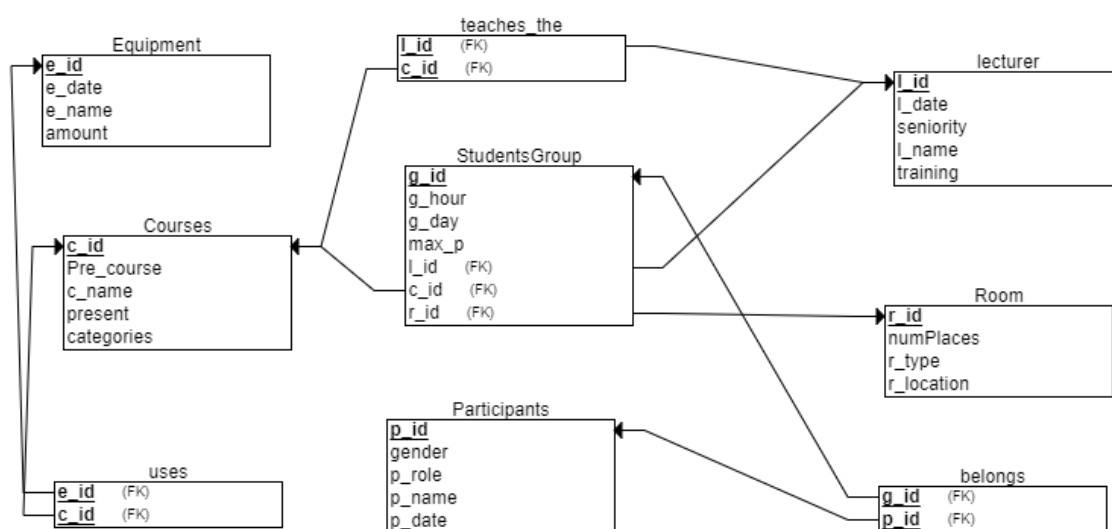 Equipment
e_id
e_date
e_name
amount
teaches_the
l_id (FK)
c_id (FK)
lecturer
l_id
l_date
seniority
l_name
training
StudentsGroup
g_id
g_hour
g_day
max_p
l_id (FK)
c_id (FK)
r_id (FK)
Courses
c_id
Pre_course
c_name
present
categories
Room
r_id
numPlaces
r_type
r_location
Participants
p_id
gender
p_role
p_name
p_date
uses
e_id (FK)
c_id (FK)
belongs
g_id (FK)
p_id (FK)